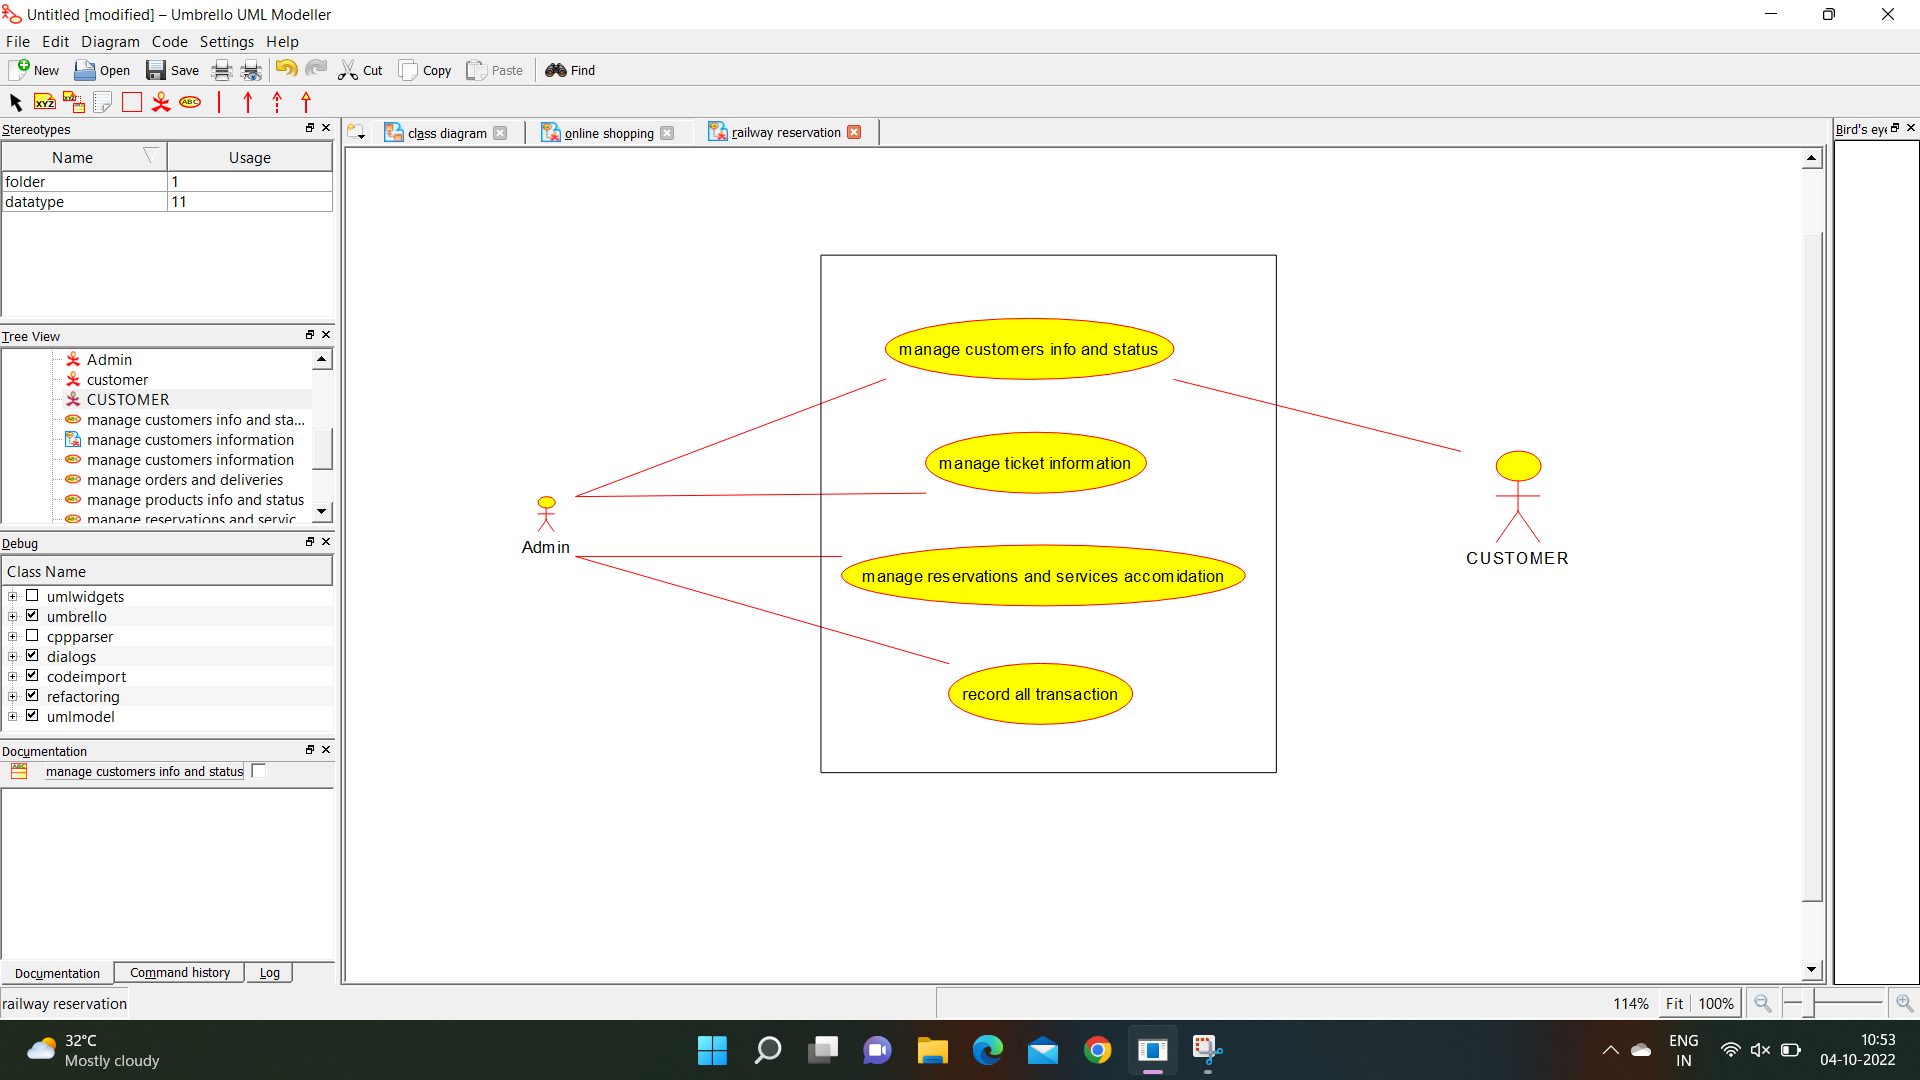 Untitled [modified] – Umbrello UML Modeller
File Edit Diagram Code Settings Help
New Open Save Cut Copy Paste Find
XYZ XYZ ABC
Stereotypes
Name Usage
folder 1
datatype 11
Tree View
Admin
customer
CUSTOMER
manage customers info and sta...
manage customers information
manage customers information
manage orders and deliveries
manage products info and status
manage reservations and servic
Debug
Class Name
umlwidgets
umbrello
cppparser
dialogs
codeimport
refactoring
umlmodel
Documentation
manage customers info and status
Documentation Command history Log
class diagram online shopping railway reservation
manage customers info and status
manage ticket information
Admin
manage reservations and services accomidation
record all transaction
CUSTOMER
Bird's eye
railway reservation
114% Fit 100%
32°C
Mostly cloudy
ENG
IN
10:53
04-10-2022